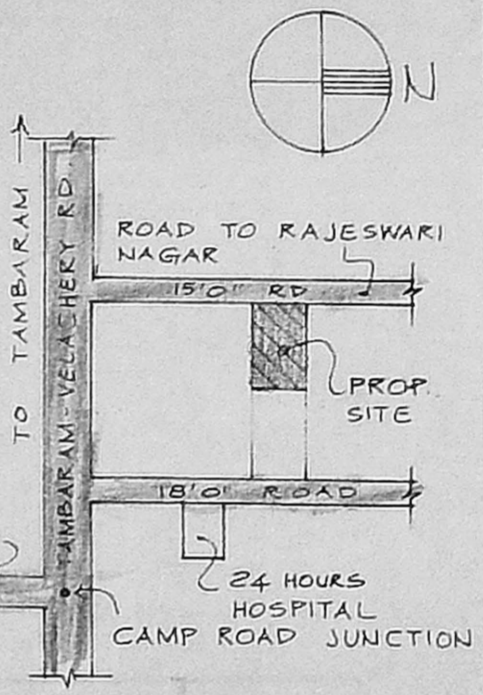 N
TO TAMBARAM
TAMBARAM-VELACHERY RD.
ROAD TO RAJESWARI
NAGAR
15'0" RD
PROP.
SITE
18'0" ROAD
24 HOURS
HOSPITAL
CAMP ROAD JUNCTION